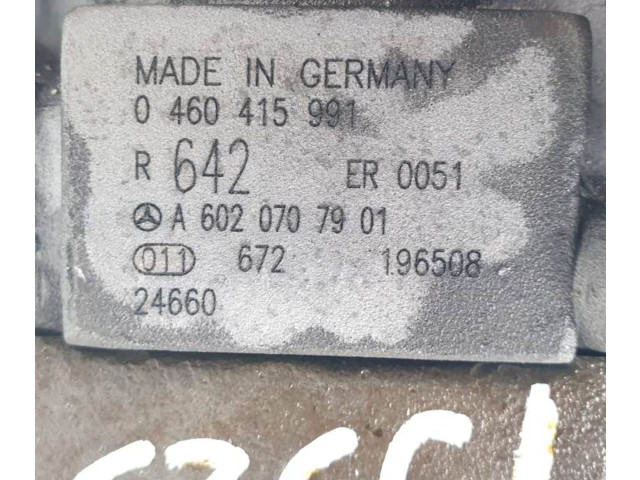 MADE IN GERMANY
0 460 415 991
R 642 ER 0051
A 602 070 79 01
011 672 196508
24660